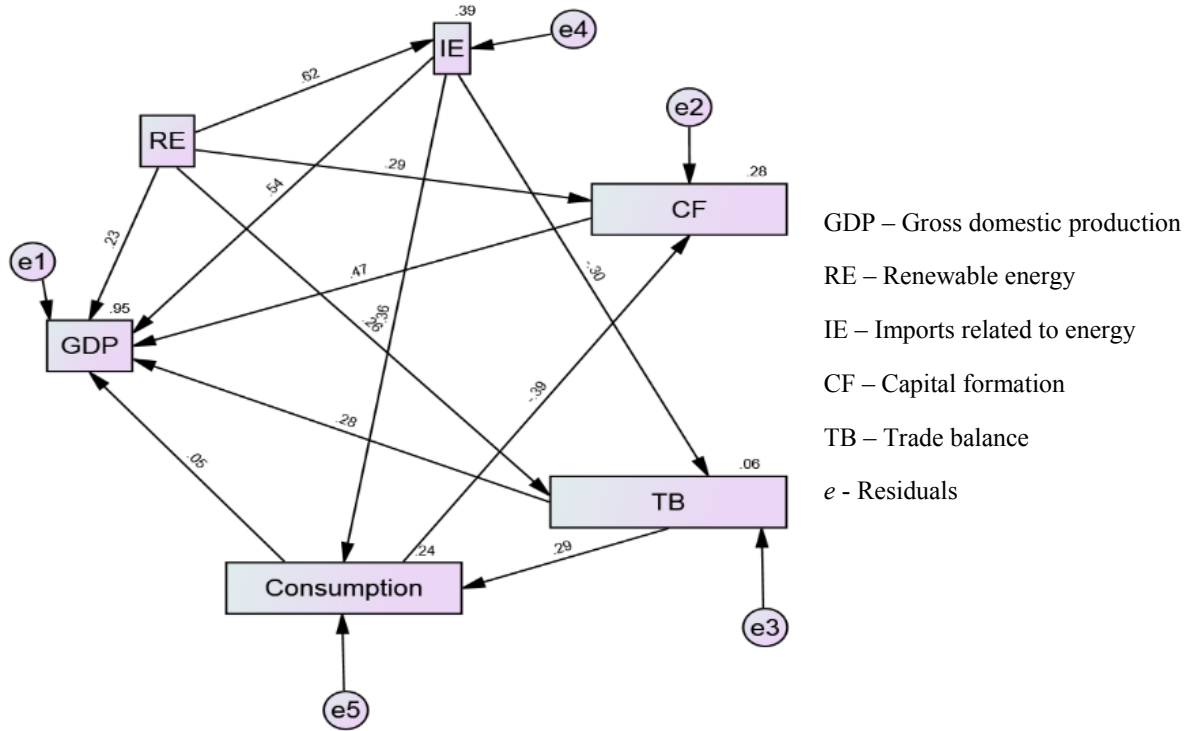 .39
e4
IE
.62
e2
RE
.29
.28
.54
CF
.23
e1
.47
-.30
.95
GDP
.26
.36
-.39
.28
.05
.06
TB
.24
.29
Consumption
e3
e5
GDP – Gross domestic production
RE – Renewable energy
IE – Imports related to energy
CF – Capital formation
TB – Trade balance
e - Residuals